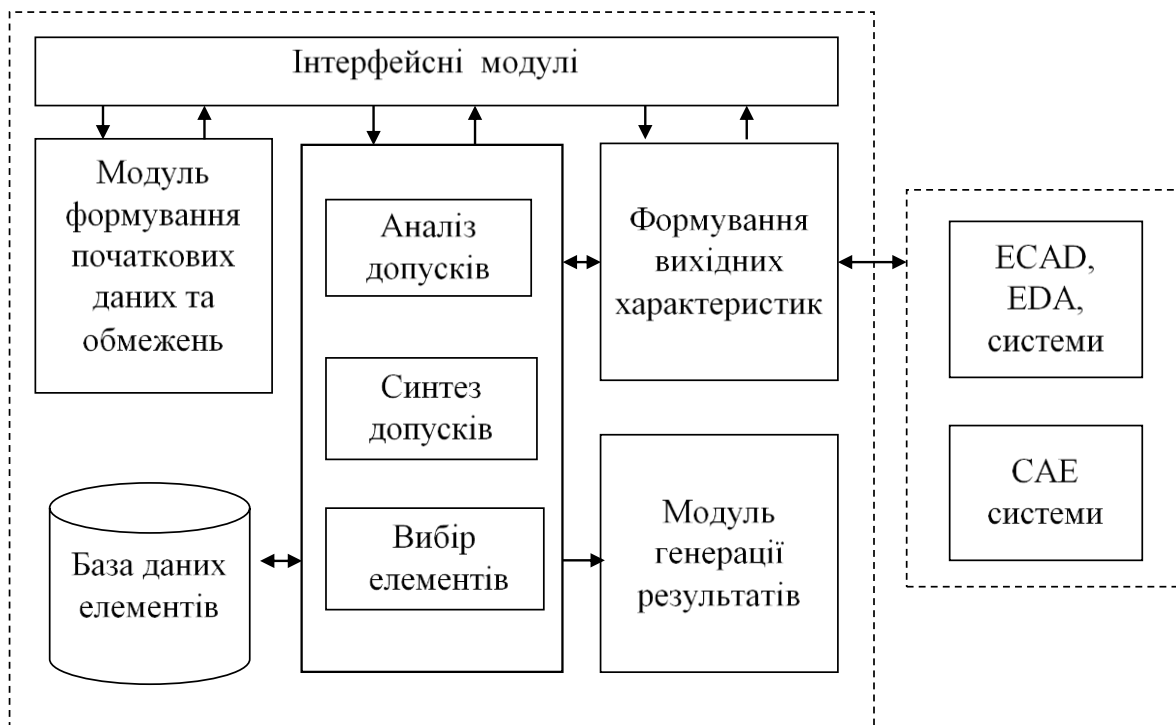 Інтерфейсні модулі
Модуль
формування
початкових
даних та
обмежень
Аналіз
допусків
Синтез
допусків
Вибір
елементів
Формування
вихідних
характеристик
Модуль
генерації
результатів
База даних
елементів
ECAD,
EDA,
системи
CAE
системи